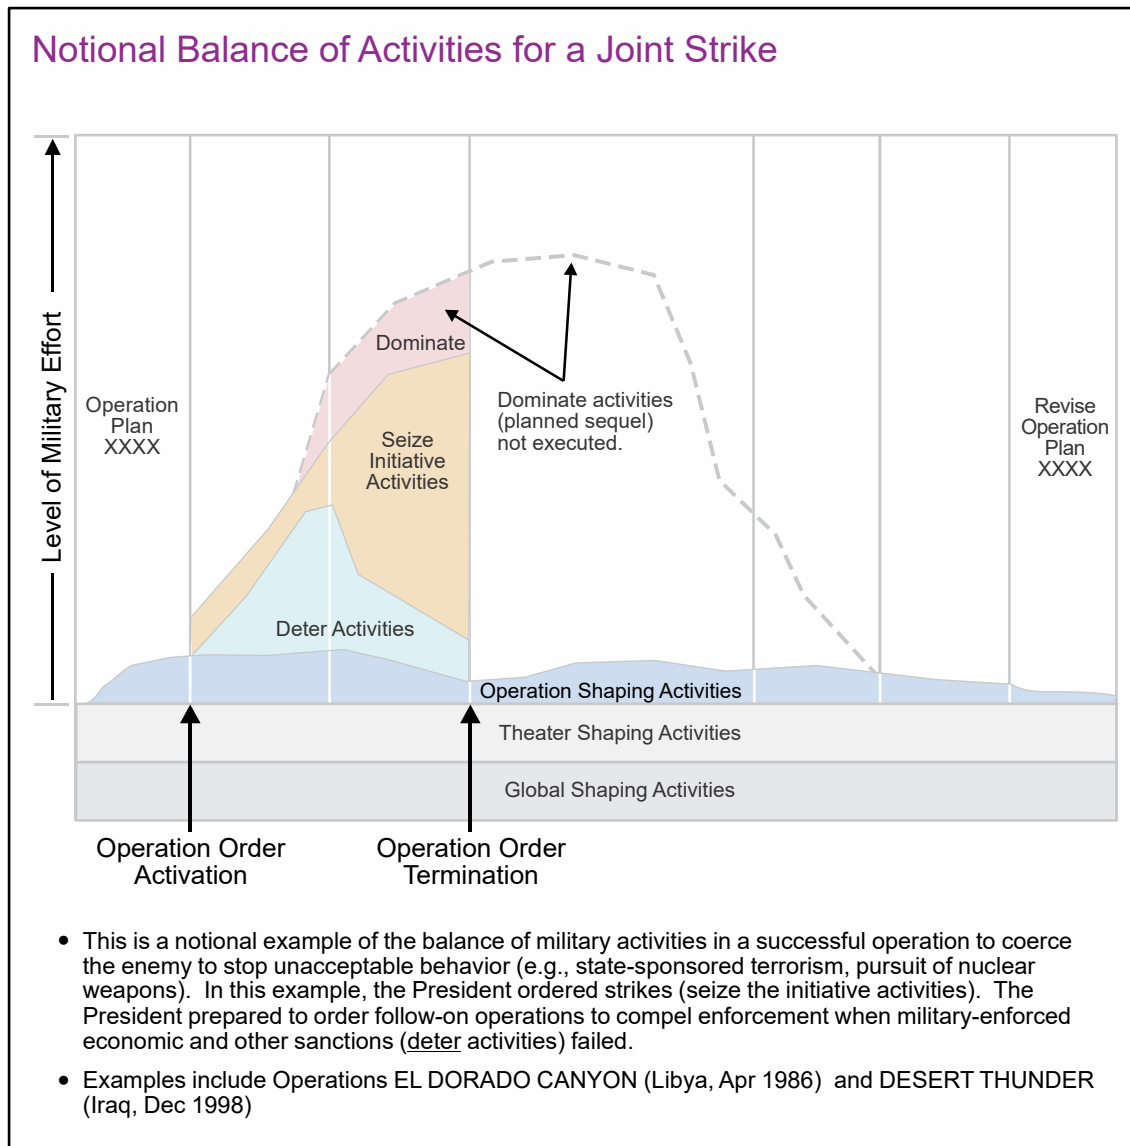 Notional Balance of Activities for a Joint Strike
Level of Military Effort
Operation
Plan
XXXX
Dominate
Seize
Initiative
Activities
Deter Activities
Dominate activities
(planned sequel)
not executed.
Revise
Operation
Plan
XXXX
Operation Shaping Activities
Theater Shaping Activities
Global Shaping Activities
Operation Order
Activation
Operation Order
Termination
• This is a notional example of the balance of military activities in a successful operation to coerce
the enemy to stop unacceptable behavior (e.g., state-sponsored terrorism, pursuit of nuclear
weapons). In this example, the President ordered strikes (seize the initiative activities). The
President prepared to order follow-on operations to compel enforcement when military-enforced
economic and other sanctions (deter activities) failed.
• Examples include Operations EL DORADO CANYON (Libya, Apr 1986) and DESERT THUNDER
(Iraq, Dec 1998)